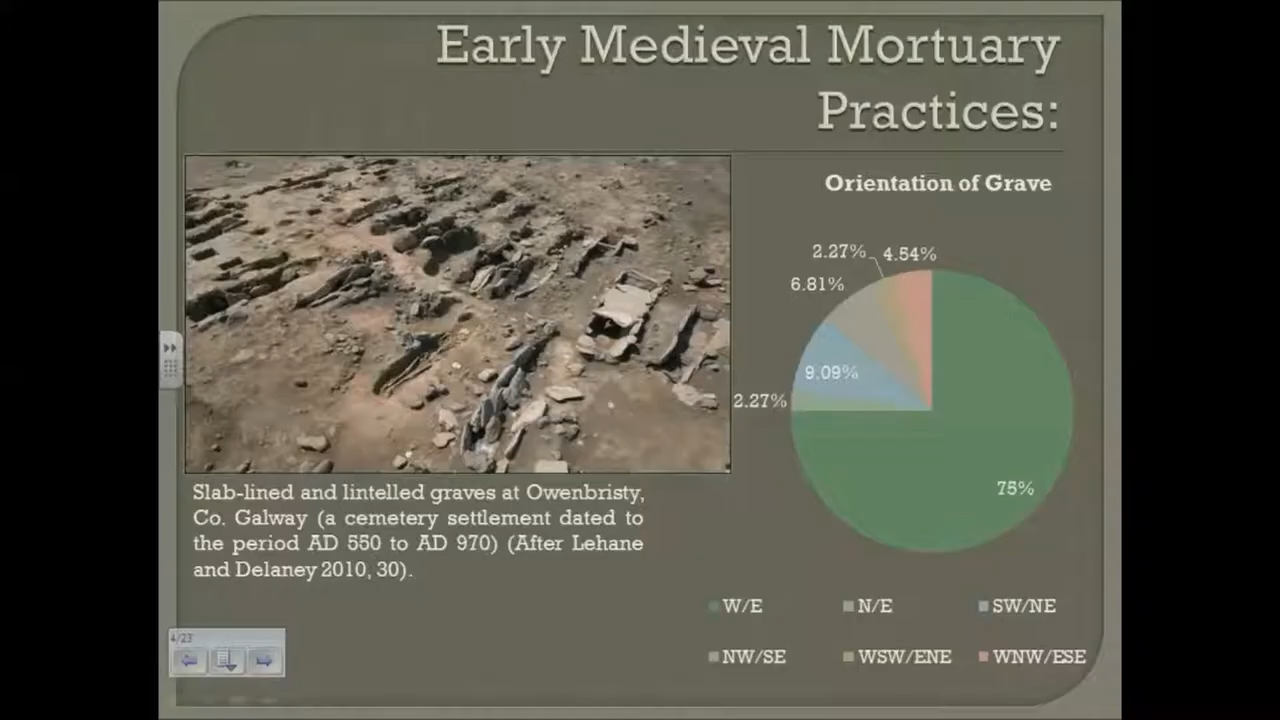 Early Medieval Mortuary
Practices:
Slab-lined and lintelled graves at Owenbristy,
Co. Galway (a cemetery settlement dated to
the period AD 550 to AD 970) (After Lehane
and Delaney 2010, 30).
Orientation of Grave
2.27%
4.54%
6.81%
9.09%
2.27%
75%
W/E
N/E
SW/NE
NW/SE
WSW/ENE
WNW/ESE
4/23